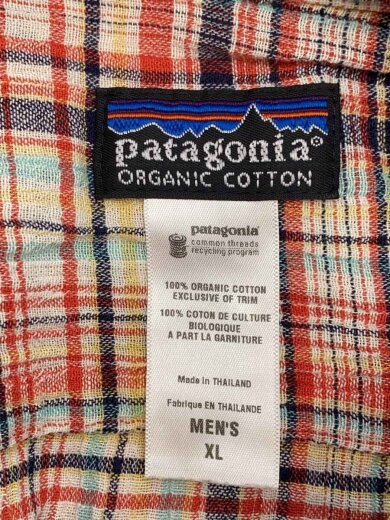 patagonia®
ORGANIC COTTON
patagonia
common threads
recycling program
100% ORGANIC COTTON
EXCLUSIVE OF TRIM
100% COTON DE CULTURE
BIOLOGIQUE
A PART LA GARNITURE
Made in THAILAND
Fabrique EN THAILANDE
MEN'S
XL